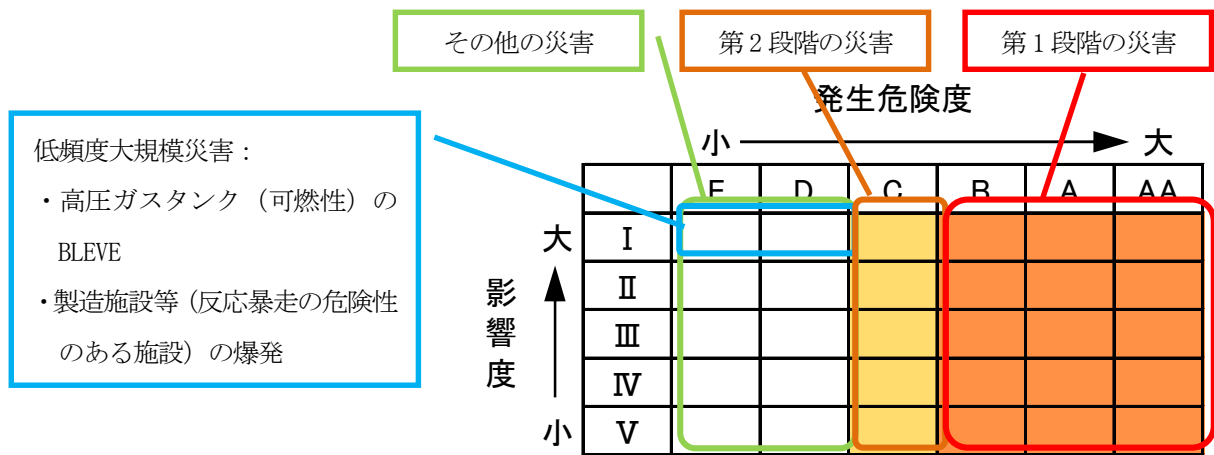 その他の災害
第2段階の災害
第1段階の災害
発生危険度
小
大
低頻度大規模災害：
・高圧ガスタンク（可燃性）の
BLEVE
・製造施設等（反応暴走の危険性
のある施設）の爆発
E D C B A AA
大
影響度
小
Ⅰ
Ⅱ
Ⅲ
Ⅳ
Ⅴ